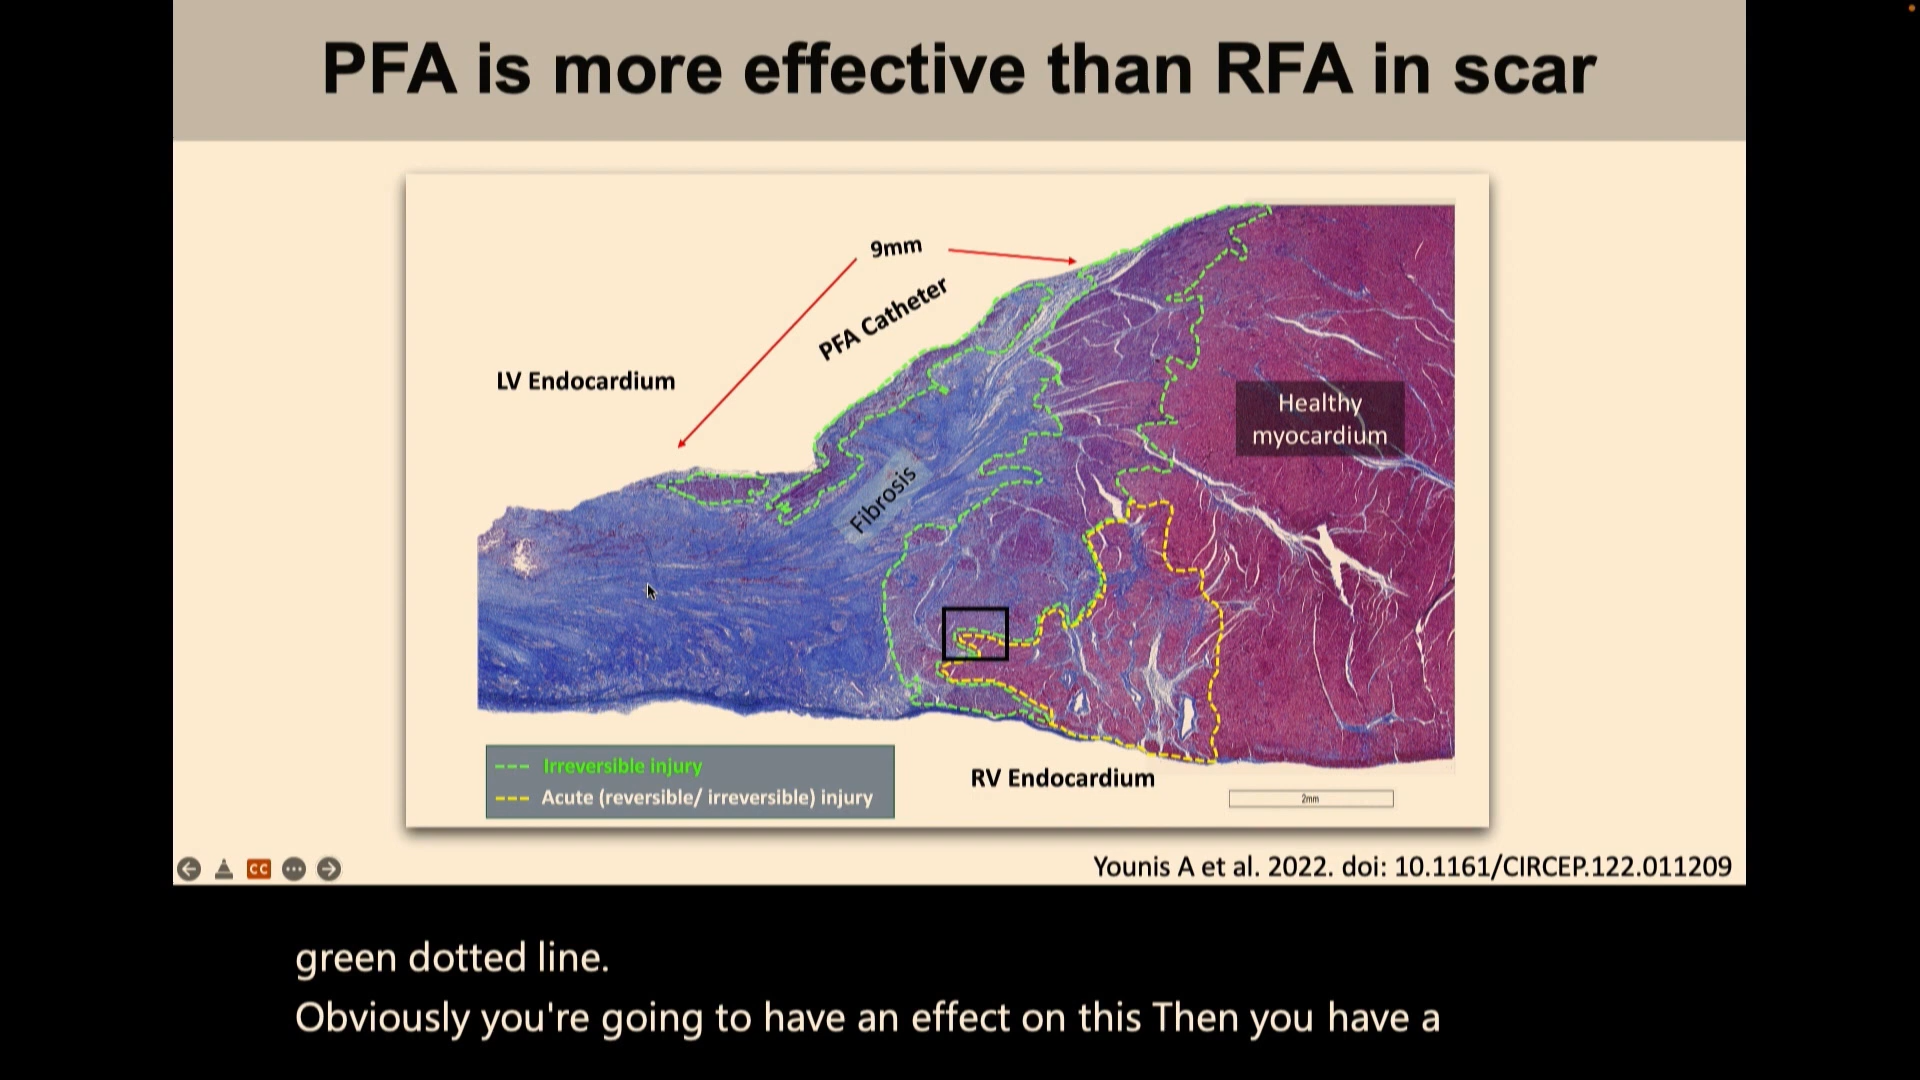 PFA is more effective than RFA in scar
9mm
PFA Catheter
LV Endocardium
Healthy
myocardium
Fibrosis
Irreversible injury
Acute (reversible/ irreversible) injury
RV Endocardium
2mm
CC
Younis A et al. 2022. doi: 10.1161/CIRCEP.122.011209
green dotted line.
Obviously you're going to have an effect on this Then you have a